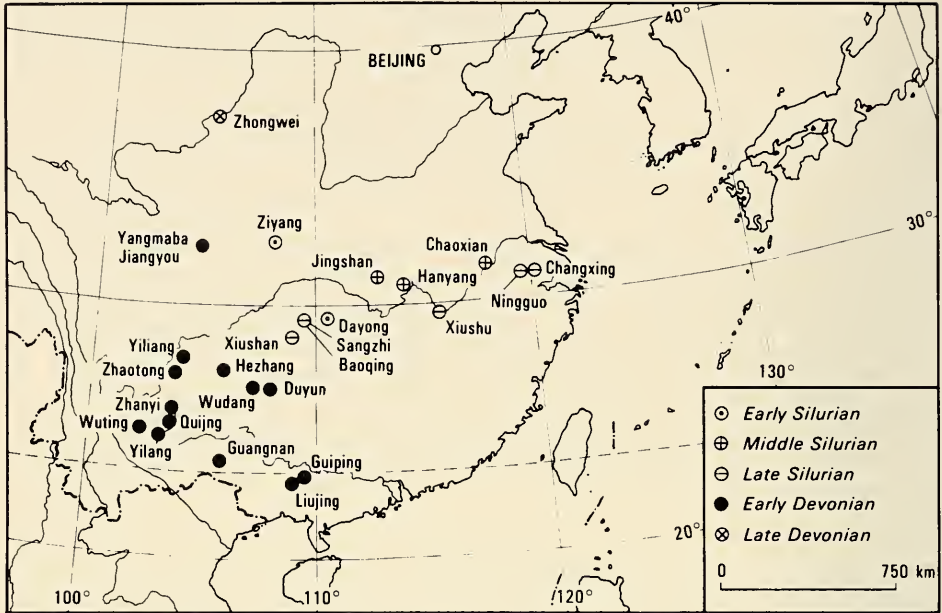 40°
BEIJING
Zhongwei
30°
Ziyang
Yangmaba
Jiangyou
Chaoxian
Jingshan
Hanyang
Changxing
Ningguo
Xiushu
Dayong
Sangzhi
Baoqing
Xiushan
Yiliang
Hezhang
Zhaotong
130°
Duyun
Wudang
Zhanyi
Wuting
Quijng
Yilang
Guangnan
Guiping
Liujing
20°
100°
110°
120°
Early Silurian
Middle Silurian
Late Silurian
Early Devonian
Late Devonian
0 750 km